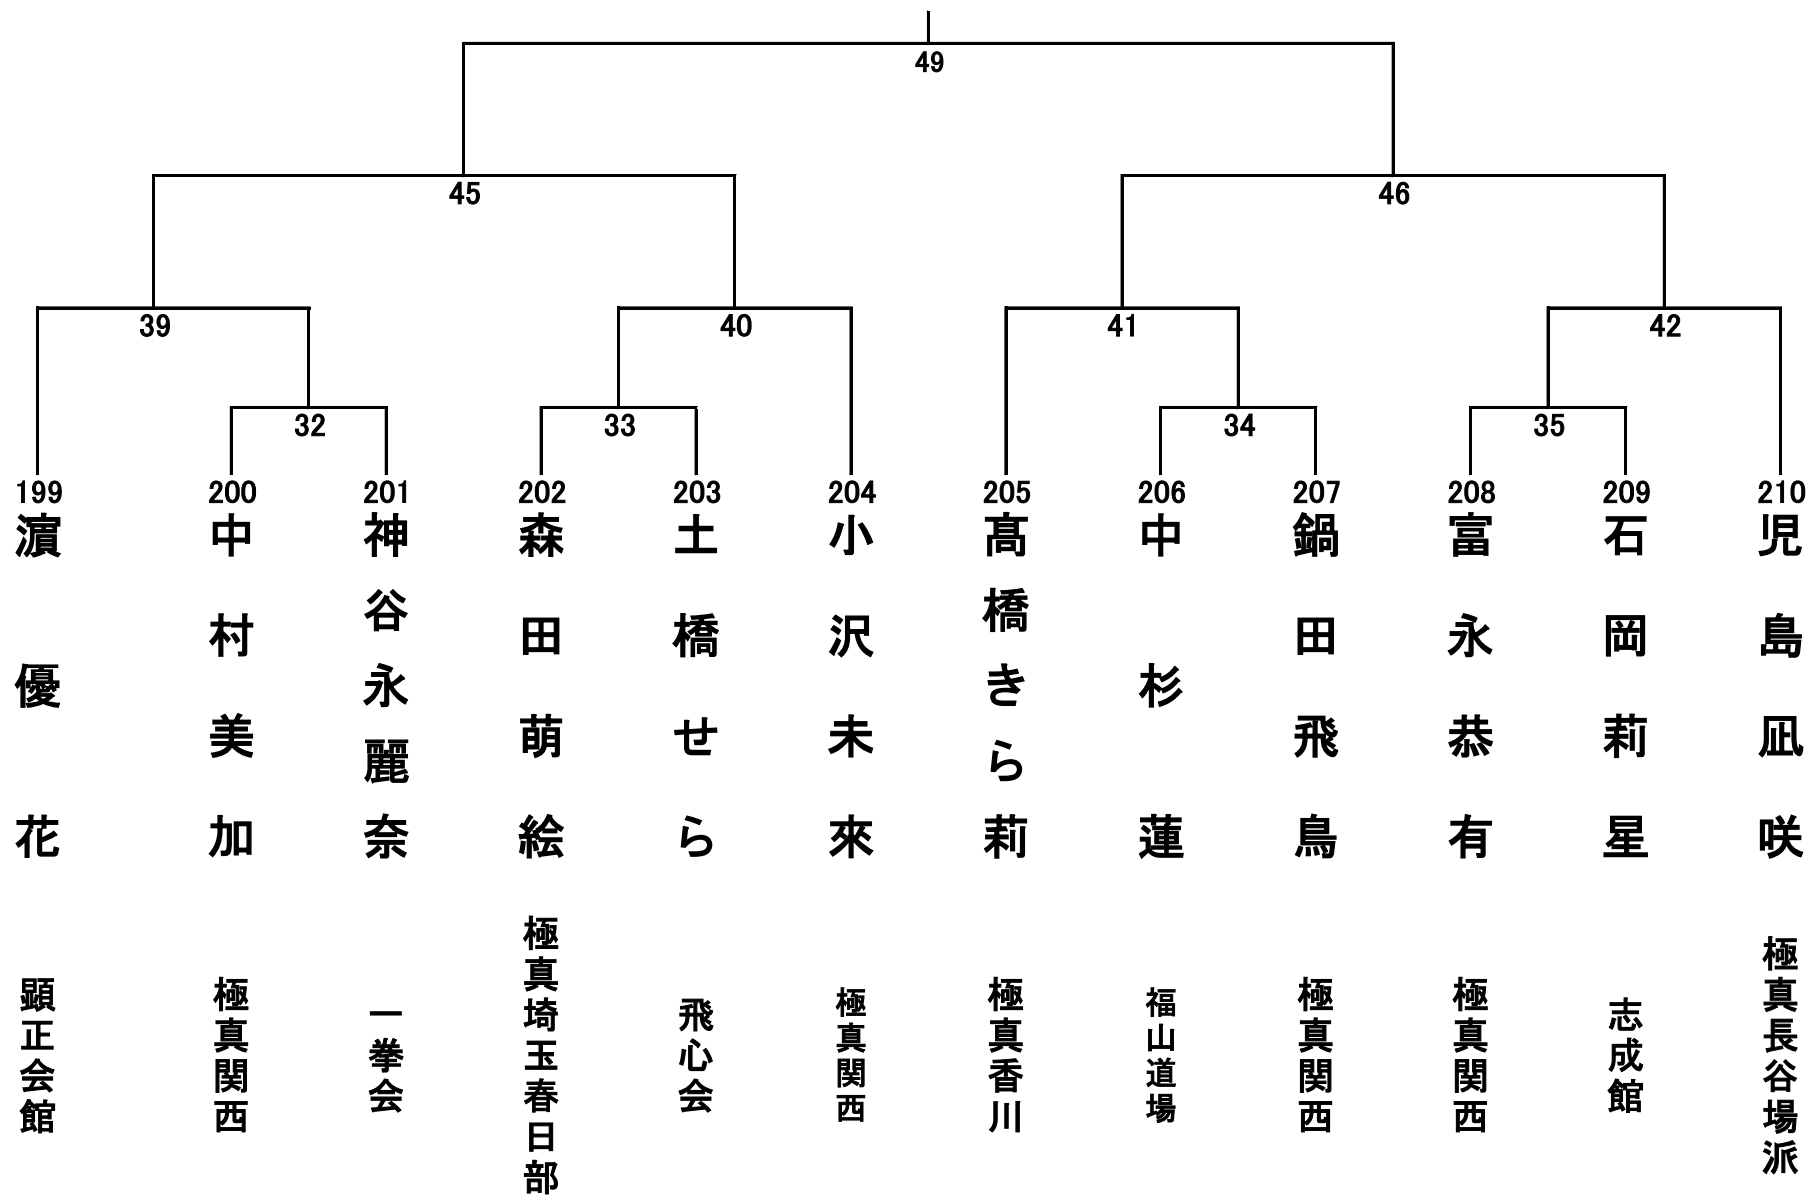 49
45
46
39
40
41
42
32
33
34
35
199
濵優花
顕正会館
200
中村美加
極真関西
201
神谷永麗奈
一拳会
202
森田萌絵
極真埼玉春日部
203
土橋せら
飛心会
204
小沢未來
極真関西
205
髙橋きら莉
極真香川
206
中杉蓮
福山道場
207
鍋田飛鳥
極真関西
208
富永恭有
極真関西
209
石岡莉星
志成館
210
児島凪咲
極真長谷場派